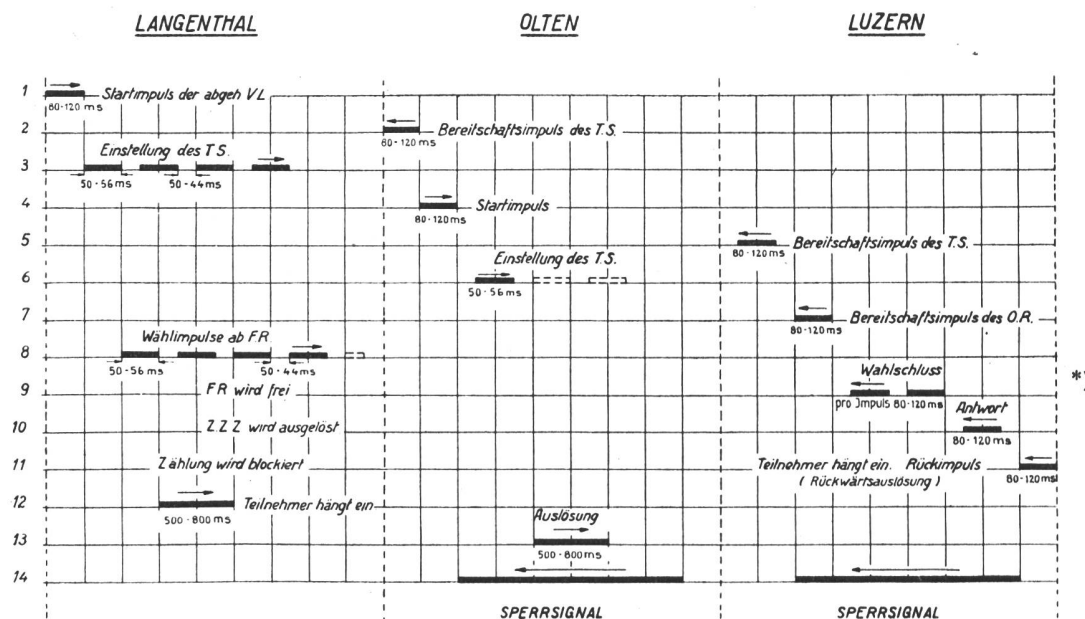 LANGENTHAL OLTEN LUZERN
1 Startimpuls der abgeh VL
80-120 ms
2 Bereitschaftsimpuls des T.S.
80-120 ms
Einstellung des T.S.
3
50-56 ms 50-44 ms
4 Startimpuls
80-120 ms
5 Bereitschaftsimpuls des T.S.
80-120 ms
Einstellung des T.S.
6
50-56 ms
7 Bereitschaftsimpuls des O.R.
80-120 ms
Wählimpulse ab F.R.
8
50-56 ms 50-44 ms
Wahlschluss
9 FR wird frei
pro Jmpuls 80-120 ms
*)
Antwort
10 Z.Z.Z wird ausgelöst
80-120 ms
11 Zählung wird blockiert Teilnehmer hängt ein. Rückimpuls
( Rückwärtsauslösung )
80-120 ms
12 Teilnehmer hängt ein
500-800 ms
Auslösung
13
500-800 ms
14
SPERRSIGNAL SPERRSIGNAL